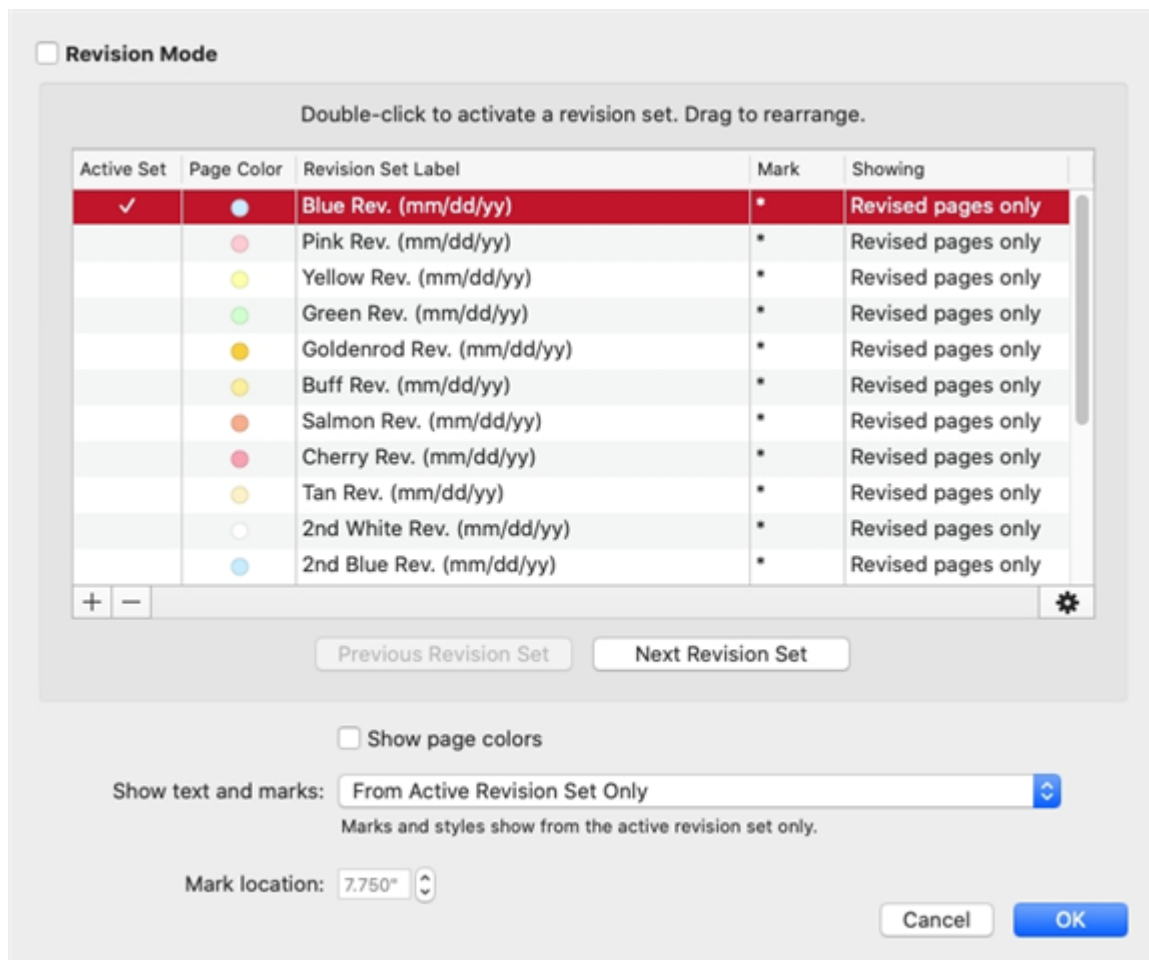 Revision Mode
Double-click to activate a revision set. Drag to rearrange.
Active Set Page Color Revision Set Label Mark Showing
✓ Blue Rev. (mm/dd/yy) * Revised pages only
Pink Rev. (mm/dd/yy) * Revised pages only
Yellow Rev. (mm/dd/yy) * Revised pages only
Green Rev. (mm/dd/yy) * Revised pages only
Goldenrod Rev. (mm/dd/yy) * Revised pages only
Buff Rev. (mm/dd/yy) * Revised pages only
Salmon Rev. (mm/dd/yy) * Revised pages only
Cherry Rev. (mm/dd/yy) * Revised pages only
Tan Rev. (mm/dd/yy) * Revised pages only
2nd White Rev. (mm/dd/yy) * Revised pages only
2nd Blue Rev. (mm/dd/yy) * Revised pages only
+ −
Previous Revision Set Next Revision Set
Show page colors
Show text and marks: From Active Revision Set Only
Marks and styles show from the active revision set only.
Mark location: 7.750"
Cancel OK